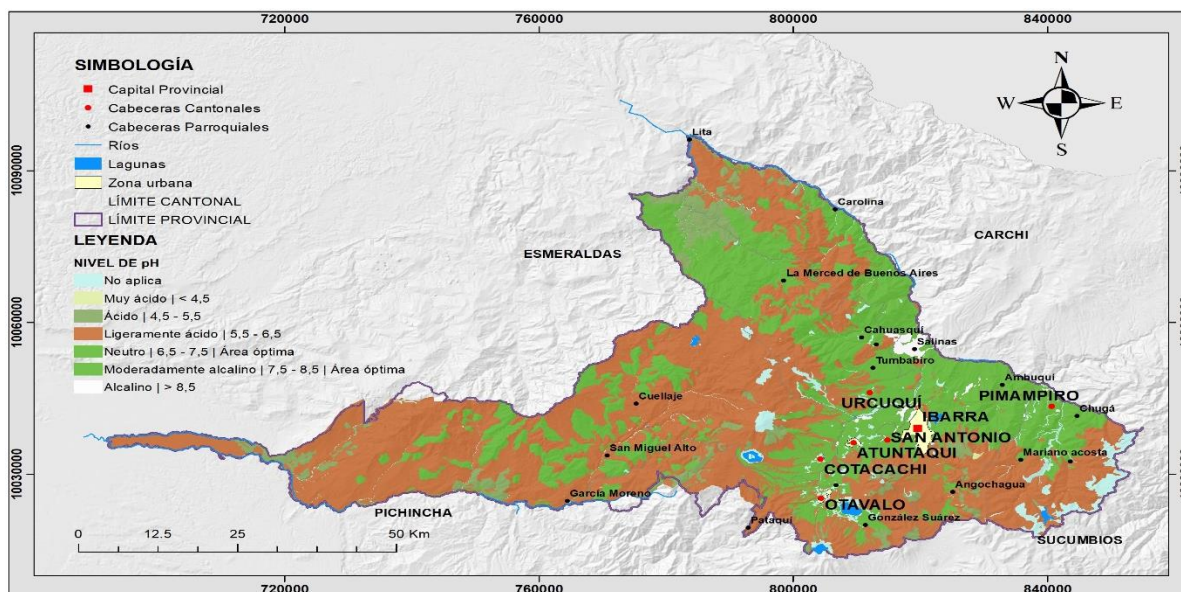 720000 760000 800000 840000
SIMBOLOGÍA
Capital Provincial
Cabeceras Cantonales
Cabeceras Parroquiales
Ríos
Lagunas
Zona urbana
LÍMITE CANTONAL
LÍMITE PROVINCIAL
LEYENDA
NIVEL DE pH
No aplica
Muy ácido | < 4,5
Ácido | 4,5 - 5,5
Ligeramente ácido | 5,5 - 6,5
Neutro | 6,5 - 7,5 | Área óptima
Moderadamente alcalino | 7,5 - 8,5 | Área óptima
Alcalino | > 8,5
N
W E
S
10090000
10060000
10030000
Lita
Carolina
CARCHI
ESMERALDAS
La Merced de Buenos Aires
Cahuasquí
Salinas
Tumbabiro
Ambuquí
PIMAMPIRO
Chugá
URCUQUÍ
IBARRA
Cuellaje
SAN ANTONIO
ATUNTAQUI
San Miguel Alto
Mariano acosta
COTACACHI
Angochagua
García Moreno
OTAVALO
PICHINCHA
González Suárez
Pataquí
SUCUMBIOS
0 12.5 25 50 Km
720000 760000 800000 840000